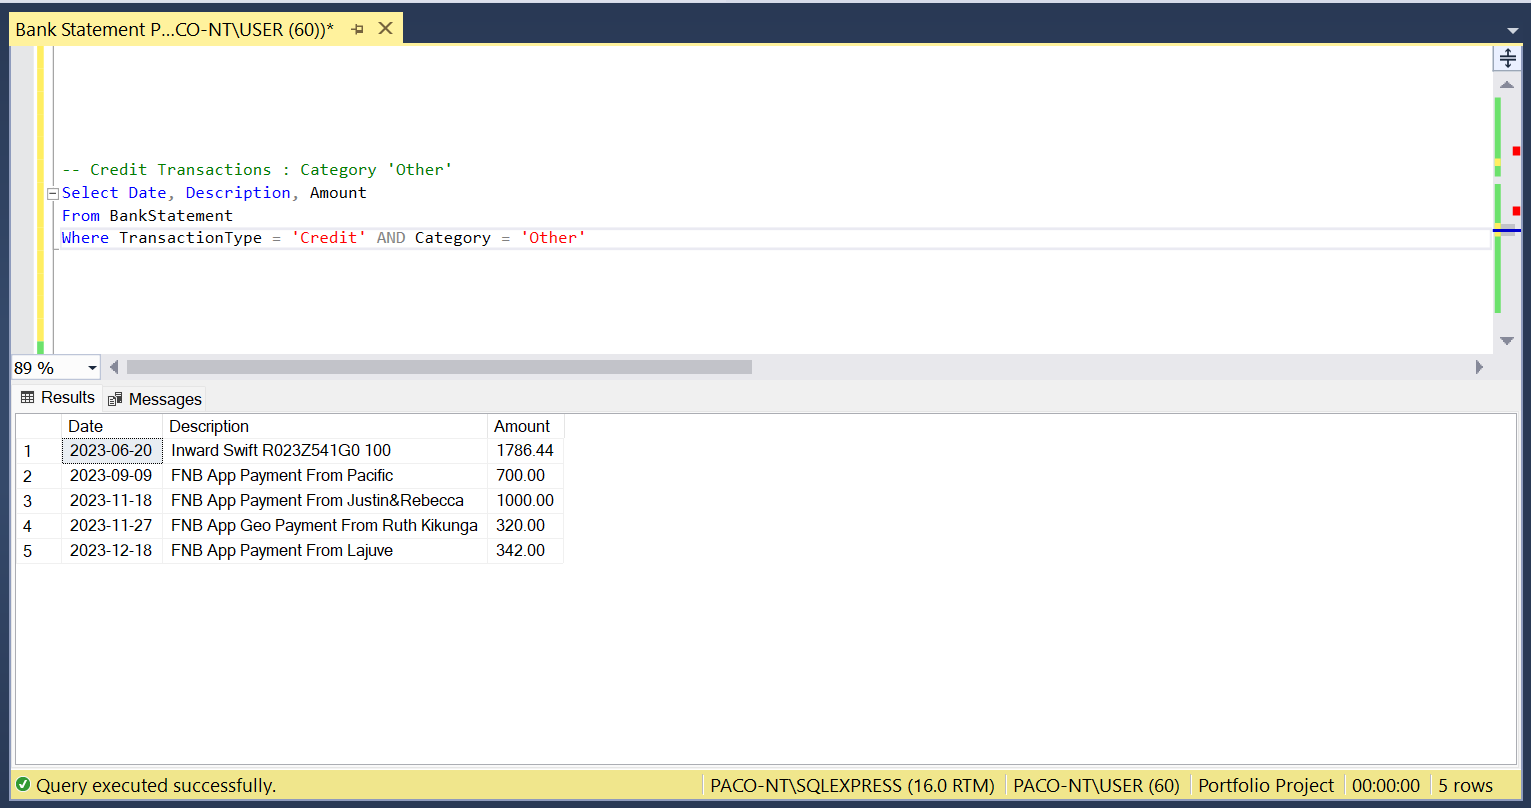 Bank Statement P...CO-NT\USER (60))*
-- Credit Transactions : Category 'Other'
Select Date, Description, Amount
From BankStatement
Where TransactionType = 'Credit' AND Category = 'Other'
89 %
Results Messages
Date Description Amount
1 2023-06-20 Inward Swift R023Z541G0 100 1786.44
2 2023-09-09 FNB App Payment From Pacific 700.00
3 2023-11-18 FNB App Payment From Justin&Rebecca 1000.00
4 2023-11-27 FNB App Geo Payment From Ruth Kikunga 320.00
5 2023-12-18 FNB App Payment From Lajuve 342.00
Query executed successfully. PACO-NT\SQLEXPRESS (16.0 RTM) PACO-NT\USER (60) Portfolio Project 00:00:00 5 rows